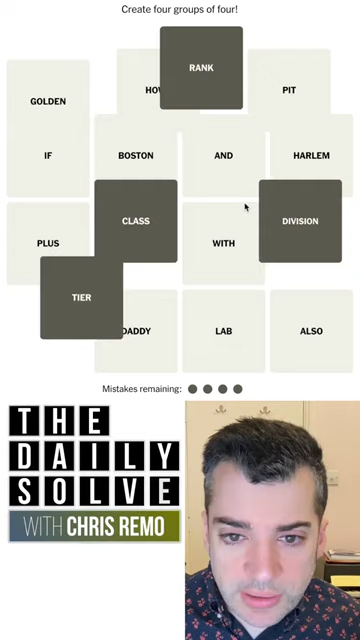 Create four groups of four!
RANK
GOLDEN
PIT
IF
BOSTON
AND
HARLEM
CLASS
DIVISION
PLUS
WITH
TIER
LAB
ALSO
Mistakes remaining:
THE
DAILY
SOLVE
WITH CHRIS REMO